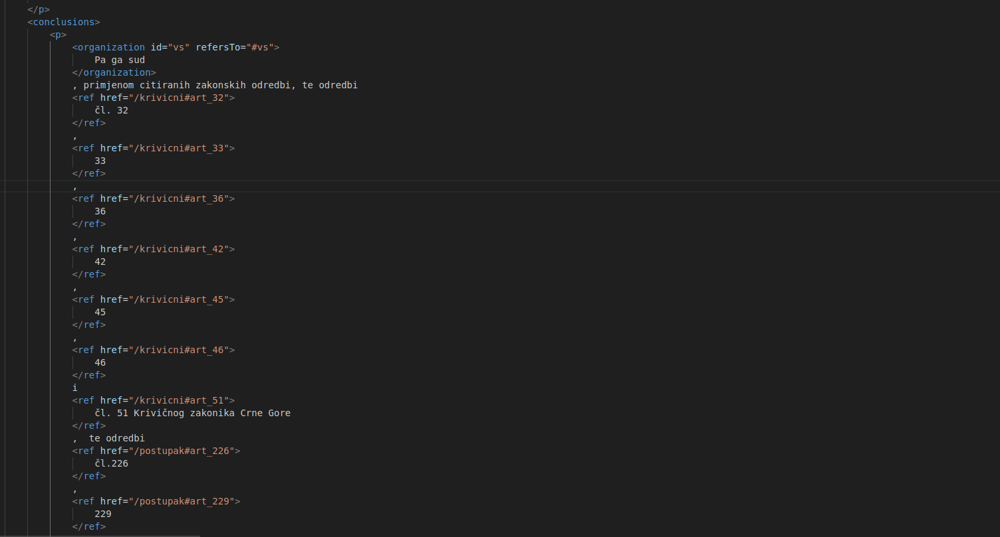 </p>
<conclusions>
<p>
<organization id="vs" refersTo="#vs">
Pa ga sud
</organization>
, primjenom citiranih zakonskih odredbi, te odredbi
<ref href="/krivicni#art_32">
čl. 32
</ref>
,
<ref href="/krivicni#art_33">
33
</ref>
,
<ref href="/krivicni#art_36">
36
</ref>
,
<ref href="/krivicni#art_42">
42
</ref>
,
<ref href="/krivicni#art_45">
45
</ref>
,
<ref href="/krivicni#art_46">
46
</ref>
i
<ref href="/krivicni#art_51">
čl. 51 Krivičnog zakonika Crne Gore
</ref>
,  te odredbi
<ref href="/postupak#art_226">
čl.226
</ref>
,
<ref href="/postupak#art_229">
229
</ref>